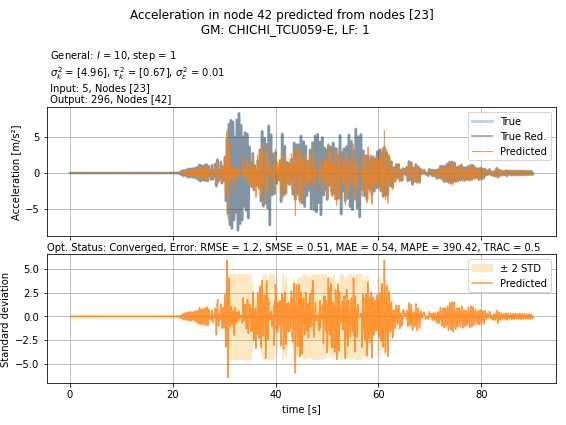 Acceleration in node 42 predicted from nodes [23]
GM: CHICHI_TCU059-E, LF: 1
General: l = 10, step = 1
σ²ₖ = [4.96], τ²ₖ = [0.67], σ²ε = 0.01
Input: 5, Nodes [23]
Output: 296, Nodes [42]
Acceleration [m/s²]
5
0
−5
True
True Red.
Predicted
Opt. Status: Converged, Error: RMSE = 1.2, SMSE = 0.51, MAE = 0.54, MAPE = 390.42, TRAC = 0.5
Standard deviation
5.0
2.5
0.0
−2.5
−5.0
± 2 STD
Predicted
0 20 40 60 80
time [s]